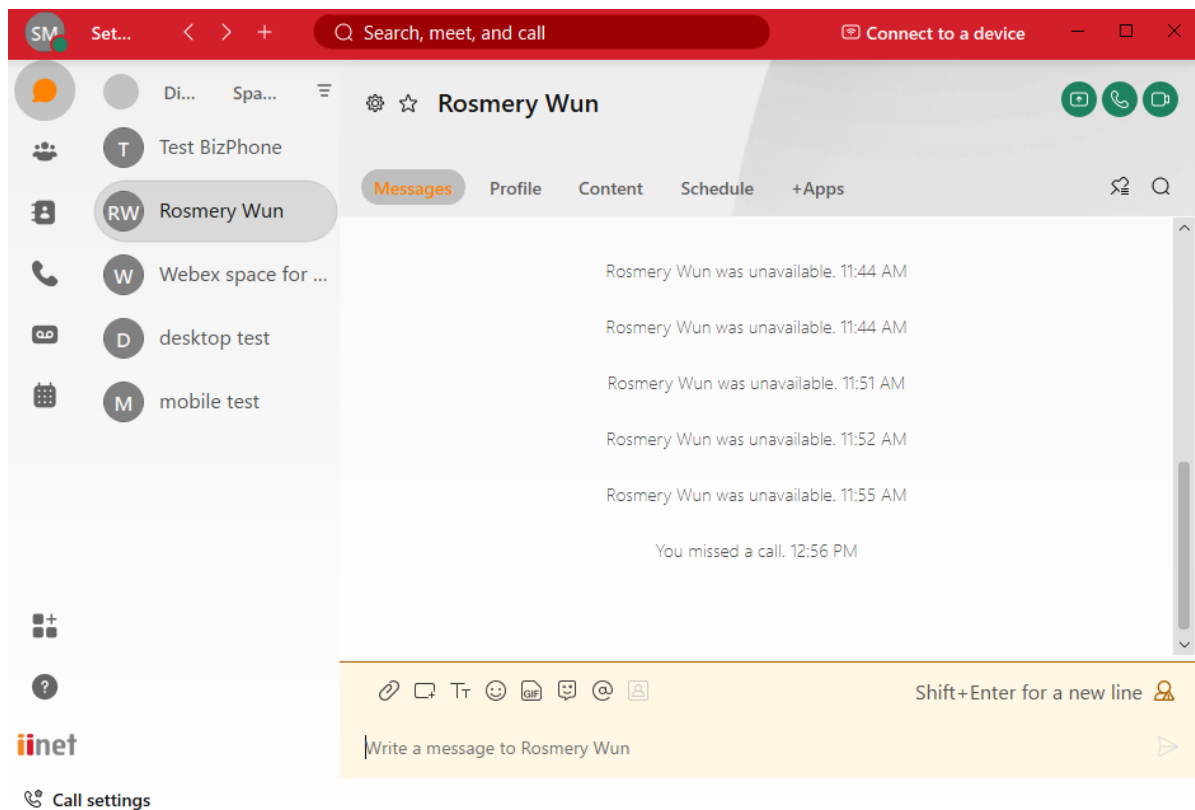 SM Set... Search, meet, and call Connect to a device
Di... Spa...
Rosmery Wun
T Test BizPhone
Messages Profile Content Schedule +Apps
RW Rosmery Wun
W Webex space for ...
D desktop test
M mobile test
Rosmery Wun was unavailable. 11:44 AM
Rosmery Wun was unavailable. 11:44 AM
Rosmery Wun was unavailable. 11:51 AM
Rosmery Wun was unavailable. 11:52 AM
Rosmery Wun was unavailable. 11:55 AM
You missed a call. 12:56 PM
GIF Shift+Enter for a new line
iinet
Write a message to Rosmery Wun
Call settings